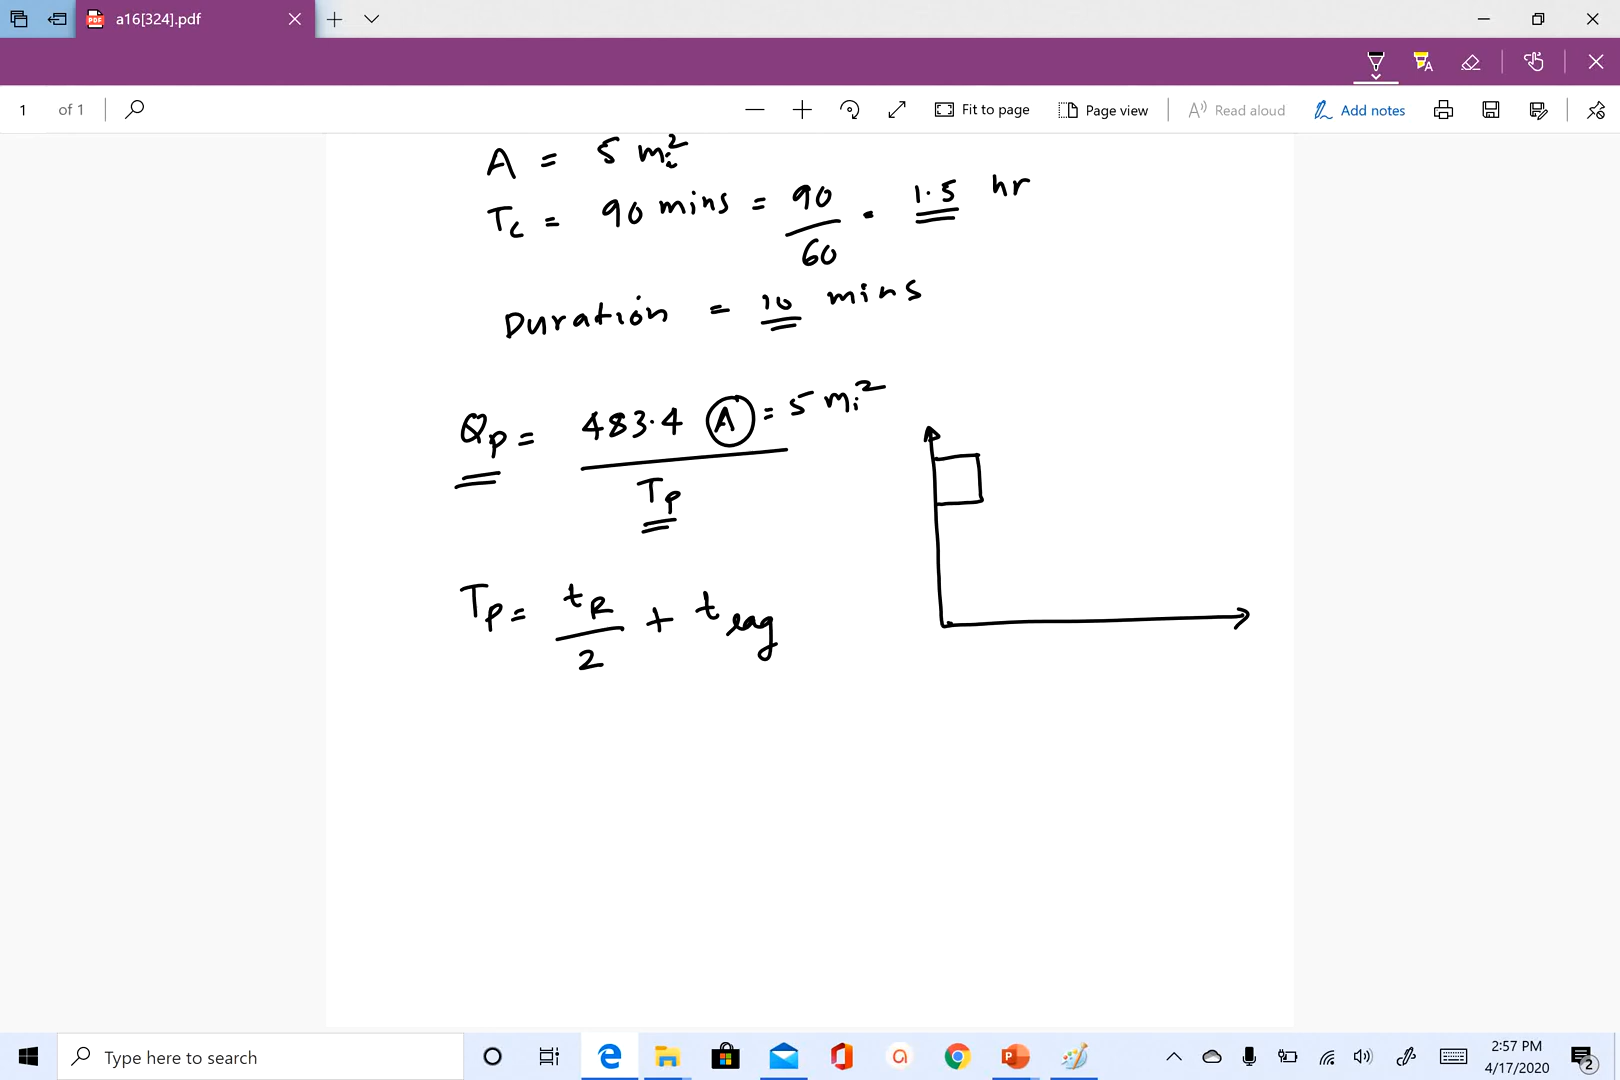 a16[324].pdf
1 of 1 Fit to page Page view A Read aloud Add notes
A = 5 mi²
Tc = 90 mins = 90/60 = 1.5 hr
Duration = 10 mins
Qp = 483.4 A / Tp
A = 5 mi²
Tp = tR/2 + tlag
Type here to search
2:57 PM
4/17/2020
2